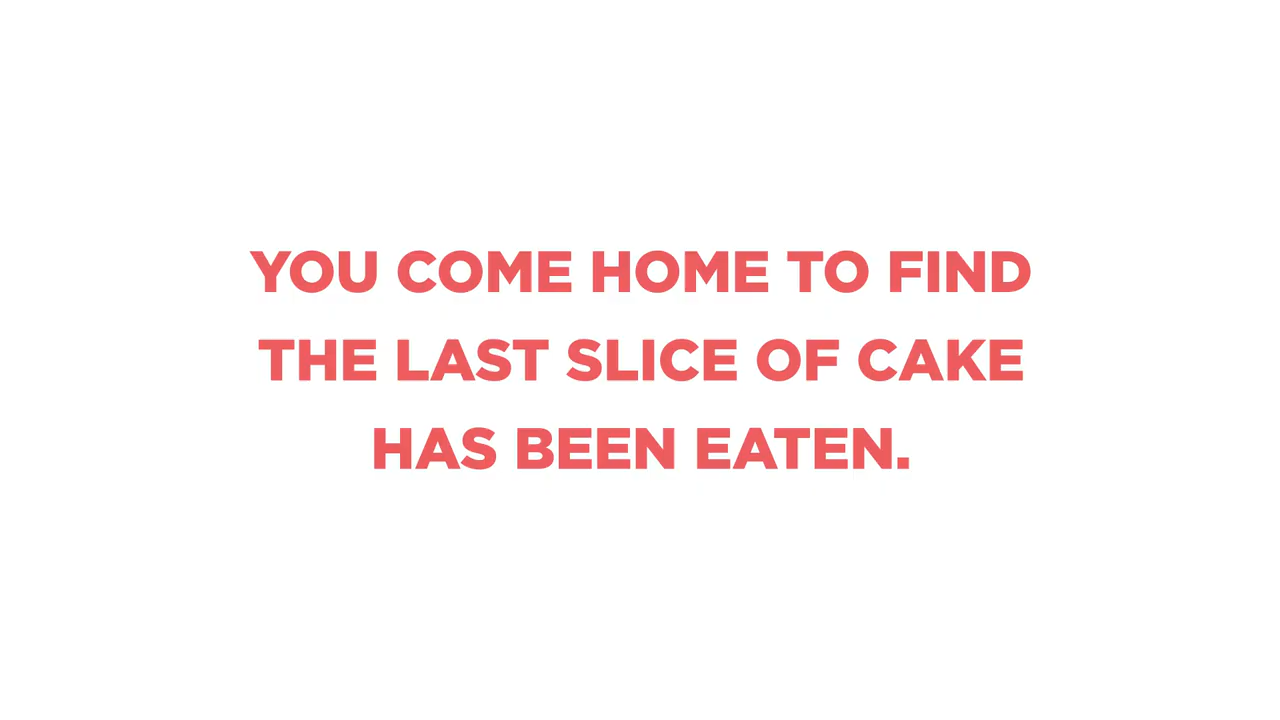 YOU COME HOME TO FIND
THE LAST SLICE OF CAKE
HAS BEEN EATEN.